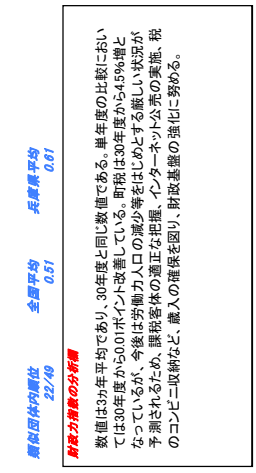 類似団体内順位 全国平均 兵庫県平均
22/49 0.51 0.61
財政力指数の分析欄
数値は3ヵ年平均であり、30年度と同じ数値である。単年度の比較におい
ては30年度から0.01ポイント改善している。町税は30年度から4.5%増と
なっているが、今後は労働力人口の減少等をはじめとする厳しい状況が
予測されるため、課税客体の適正な把握、インターネット公売の実施、税
のコンビニ収納など、歳入の確保を図り、財政基盤の強化に努める。